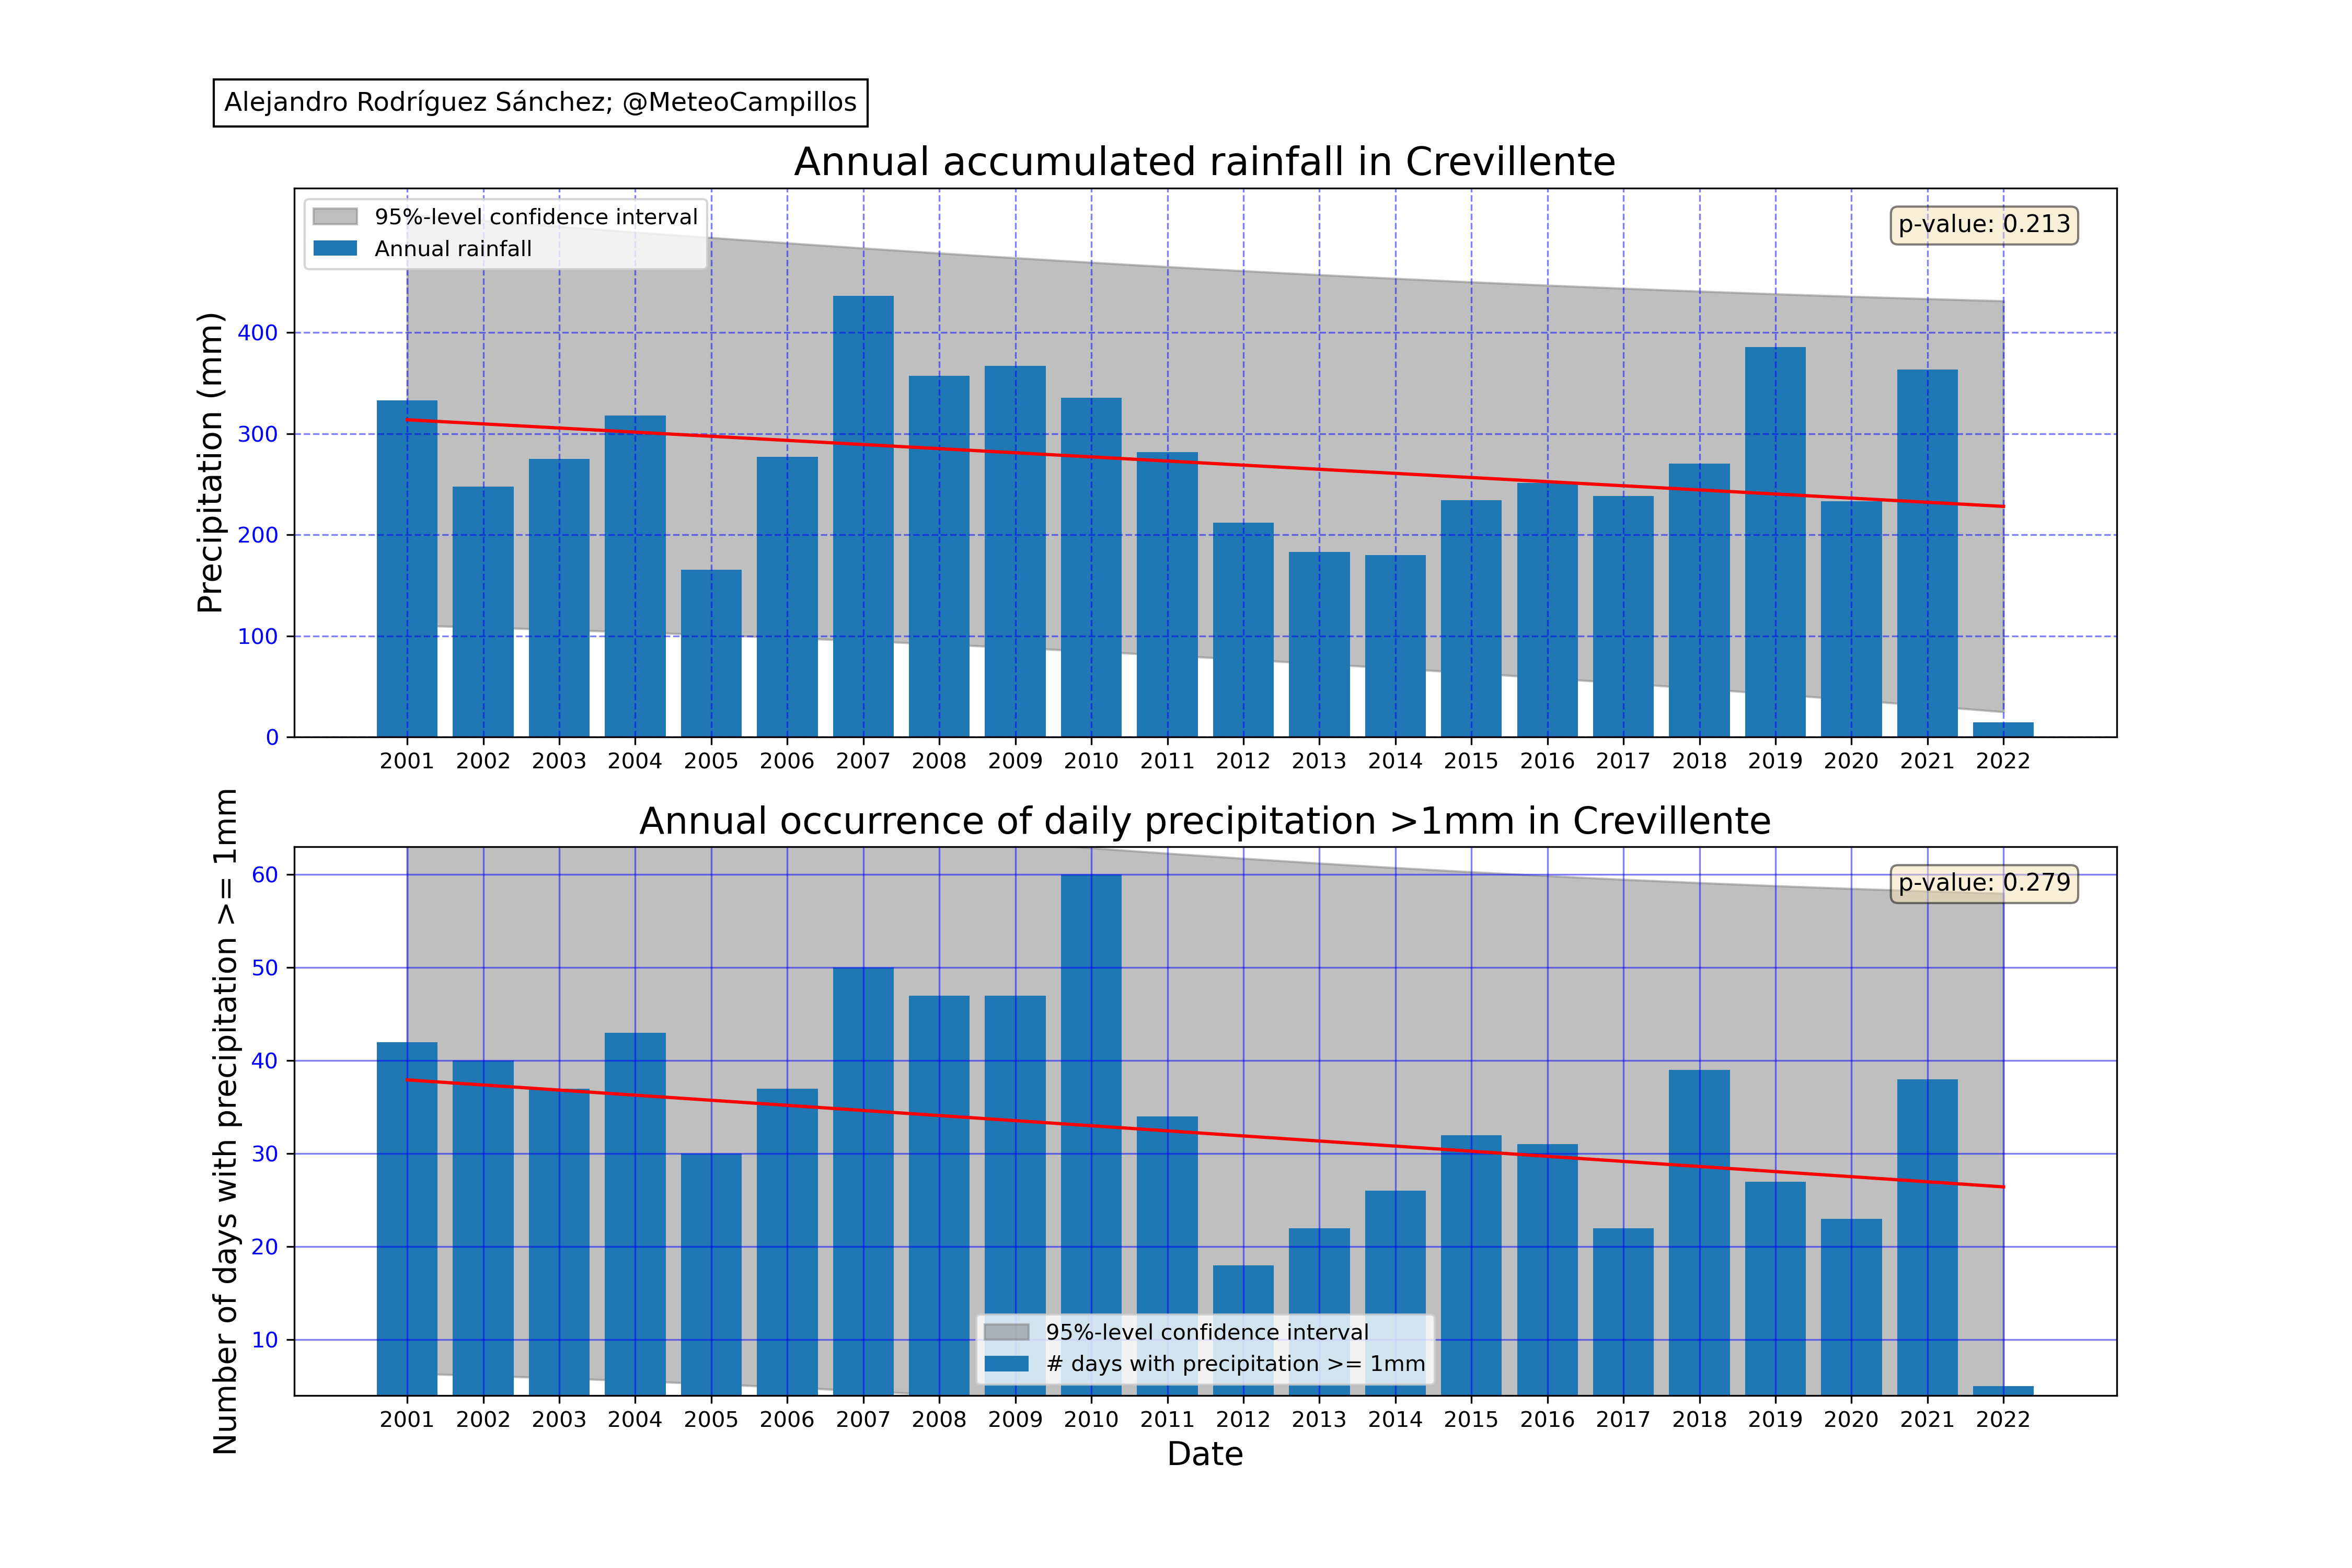 Alejandro Rodríguez Sánchez; @MeteoCampillos
Annual accumulated rainfall in Crevillente
95%-level confidence interval
Annual rainfall
p-value: 0.213
Precipitation (mm)
400
300
200
100
0
2001 2002 2003 2004 2005 2006 2007 2008 2009 2010 2011 2012 2013 2014 2015 2016 2017 2018 2019 2020 2021 2022
Annual occurrence of daily precipitation >1mm in Crevillente
p-value: 0.279
Number of days with precipitation >= 1mm
60
50
40
30
20
10
95%-level confidence interval
# days with precipitation >= 1mm
2001 2002 2003 2004 2005 2006 2007 2008 2009 2010 2011 2012 2013 2014 2015 2016 2017 2018 2019 2020 2021 2022
Date